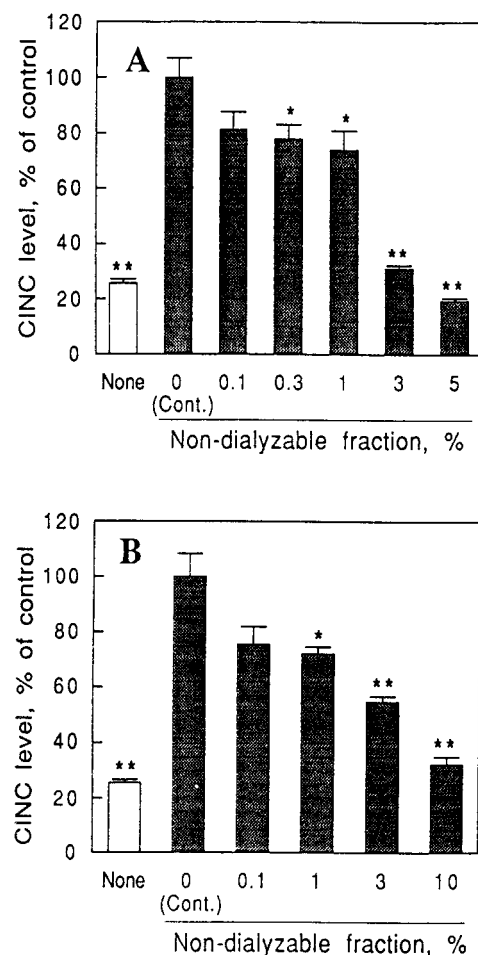 120
A
100
80
60
40
20
0
CINC level, % of control
**
*
*
**
**
None 0 0.1 0.3 1 3 5
(Cont.)
Non-dialyzable fraction, %
120
B
100
80
60
40
20
0
CINC level, % of control
**
*
**
**
None 0 0.1 1 3 10
(Cont.)
Non-dialyzable fraction, %